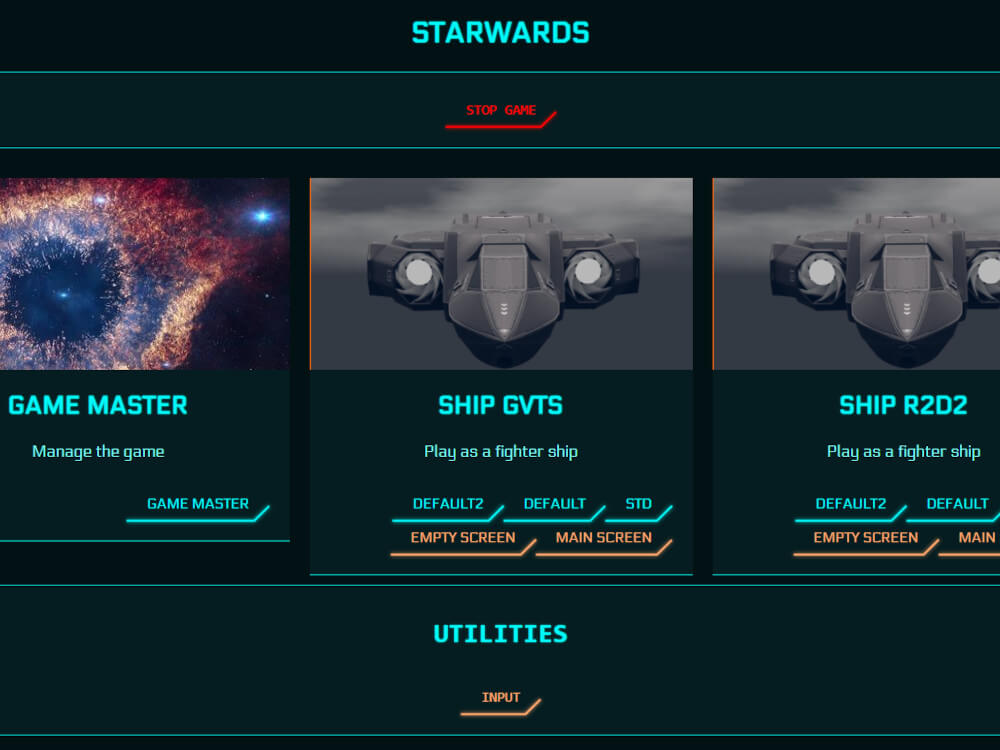 STARWARDS
STOP GAME
GAME MASTER
Manage the game
GAME MASTER
SHIP GVTS
Play as a fighter ship
DEFAULT2 DEFAULT STD
EMPTY SCREEN MAIN SCREEN
SHIP R2D2
Play as a fighter ship
DEFAULT2 DEFAULT
EMPTY SCREEN MAIN
UTILITIES
INPUT